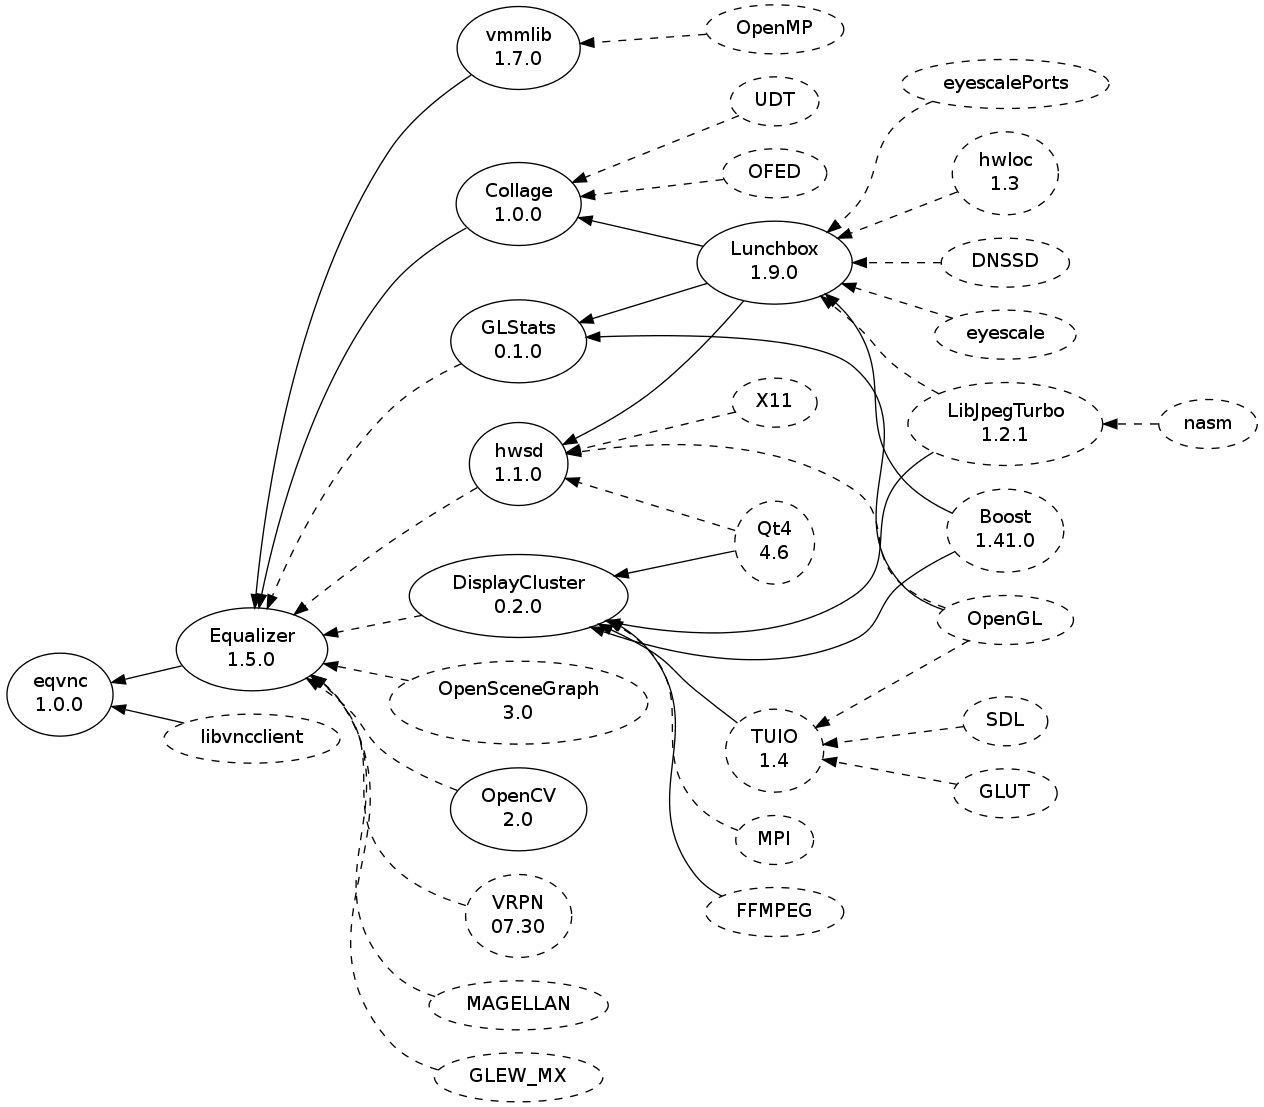 vmmlib
1.7.0
OpenMP
eyescalePorts
UDT
hwloc
1.3
OFED
Collage
1.0.0
Lunchbox
1.9.0
DNSSD
GLStats
0.1.0
eyescale
X11
LibJpegTurbo
1.2.1
nasm
hwsd
1.1.0
Qt4
4.6
Boost
1.41.0
DisplayCluster
0.2.0
OpenGL
Equalizer
1.5.0
eqvnc
1.0.0
OpenSceneGraph
3.0
libvncclient
TUIO
1.4
SDL
GLUT
OpenCV
2.0
MPI
VRPN
07.30
FFMPEG
MAGELLAN
GLEW_MX